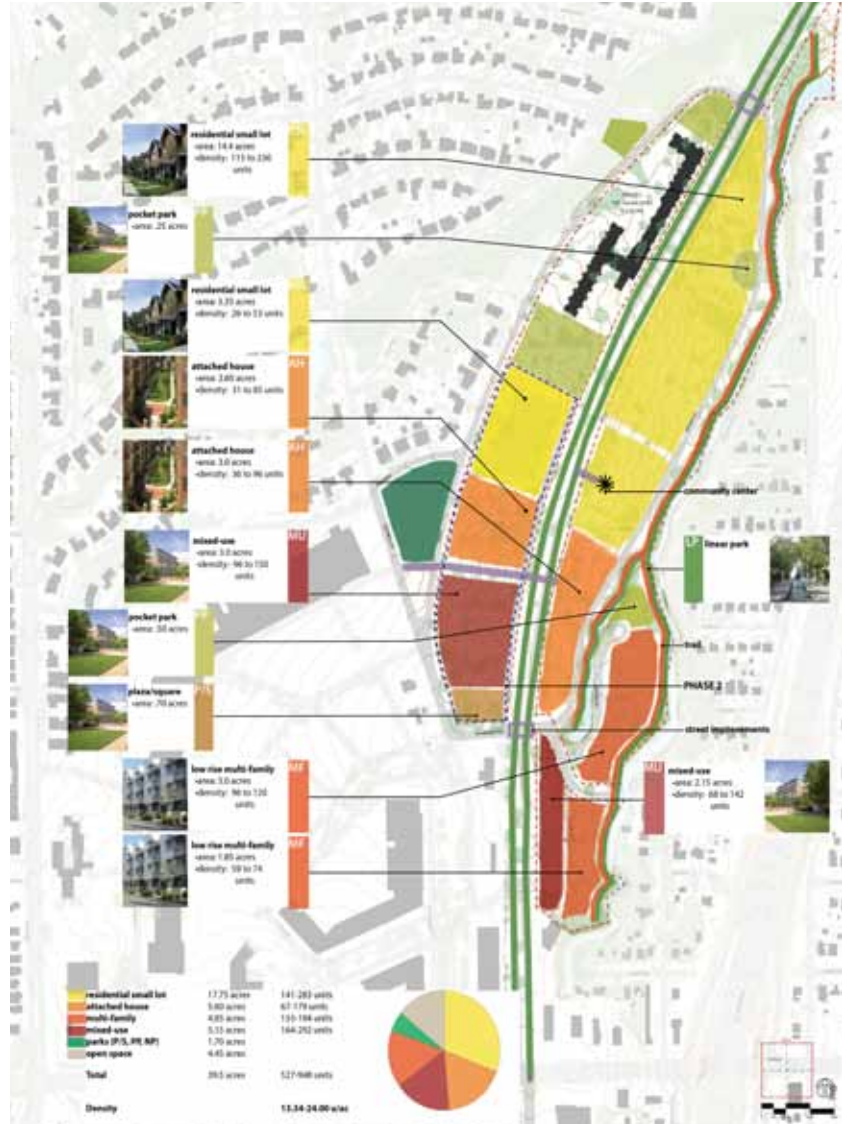 residential small lot
•area: 14.4 acres
•density: 115 to 230
units
pocket park
•area: .25 acres
residential small lot
•area: 3.35 acres
•density: 26 to 53 units
attached house
•area: 2.60 acres
•density: 31 to 83 units
AH
attached house
•area: 3.0 acres
•density: 36 to 96 units
AH
mixed-use
•area: 3.0 acres
•density: 96 to 150
units
MU
pocket park
•area: .50 acres
plaza/square
•area: .70 acres
low rise multi-family
•area: 3.0 acres
•density: 96 to 120
units
MF
low rise multi-family
•area: 1.85 acres
•density: 59 to 74
units
MF
community center
LP
linear park
trail
PHASE 2
street improvements
MU
mixed-use
•area: 2.15 acres
•density: 68 to 142
units
residential small lot 17.75 acres 141-283 units
attached house 5.60 acres 67-179 units
multi-family 4.85 acres 155-194 units
mixed-use 5.15 acres 164-292 units
parks (P/S, PP, NP) 1.70 acres
open space 4.45 acres
Total 39.5 acres 527-948 units
Density 13.34-24.00 u/ac